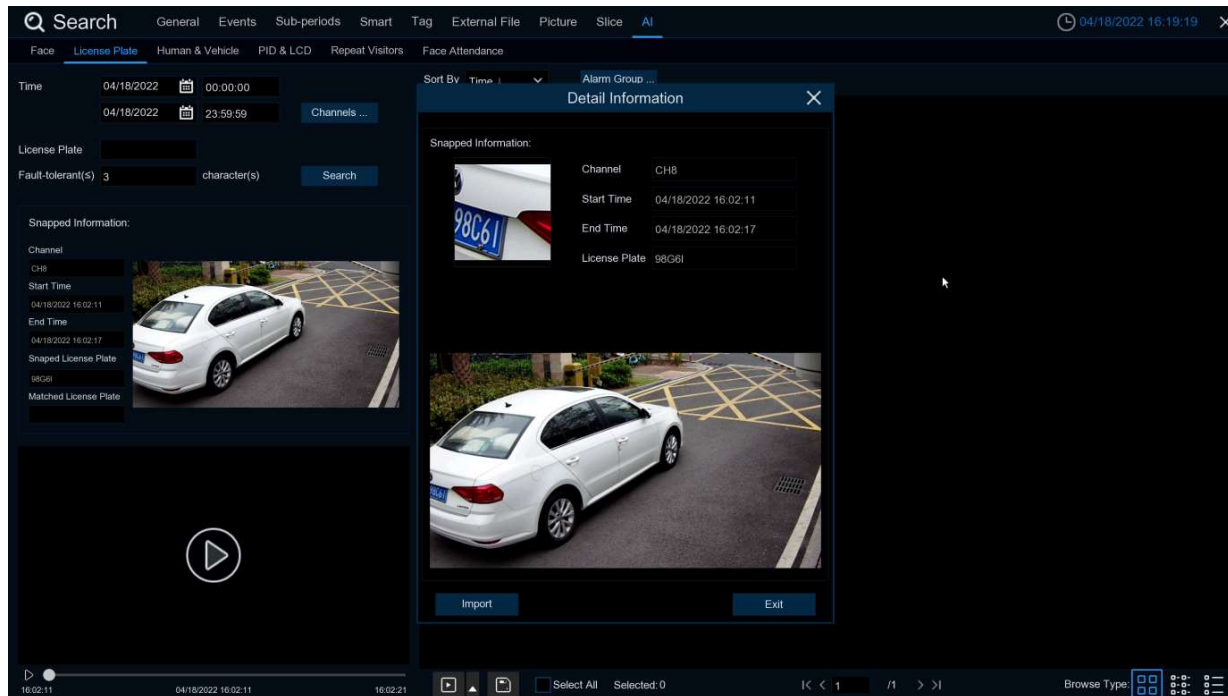 Search General Events Sub-periods Smart Tag External File Picture Slice AI 04/18/2022 16:19:19
Face License Plate Human & Vehicle PID & LCD Repeat Visitors Face Attendance
Sort By Time Alarm Group ...
Time 04/18/2022 00:00:00
04/18/2022 23:59:59 Channels ...
License Plate
Fault-tolerant(≤) 3 character(s) Search
Snapped Information:
Channel
CH8
Start Time
04/18/2022 16:02:11
End Time
04/18/2022 16:02:17
Snaped License Plate
98G6I
Matched License Plate
Detail Information
Snapped Information:
98C61
Channel CH8
Start Time 04/18/2022 16:02:11
End Time 04/18/2022 16:02:17
License Plate 98G6I
Import Exit
16:02:11 04/18/2022 16:02:11 16:02:21
Select All Selected: 0 1 /1 Browse Type: